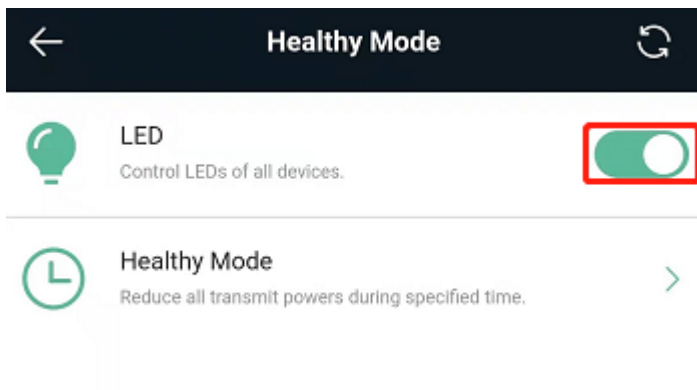 Healthy Mode
LED
Control LEDs of all devices.
Healthy Mode
Reduce all transmit powers during specified time.